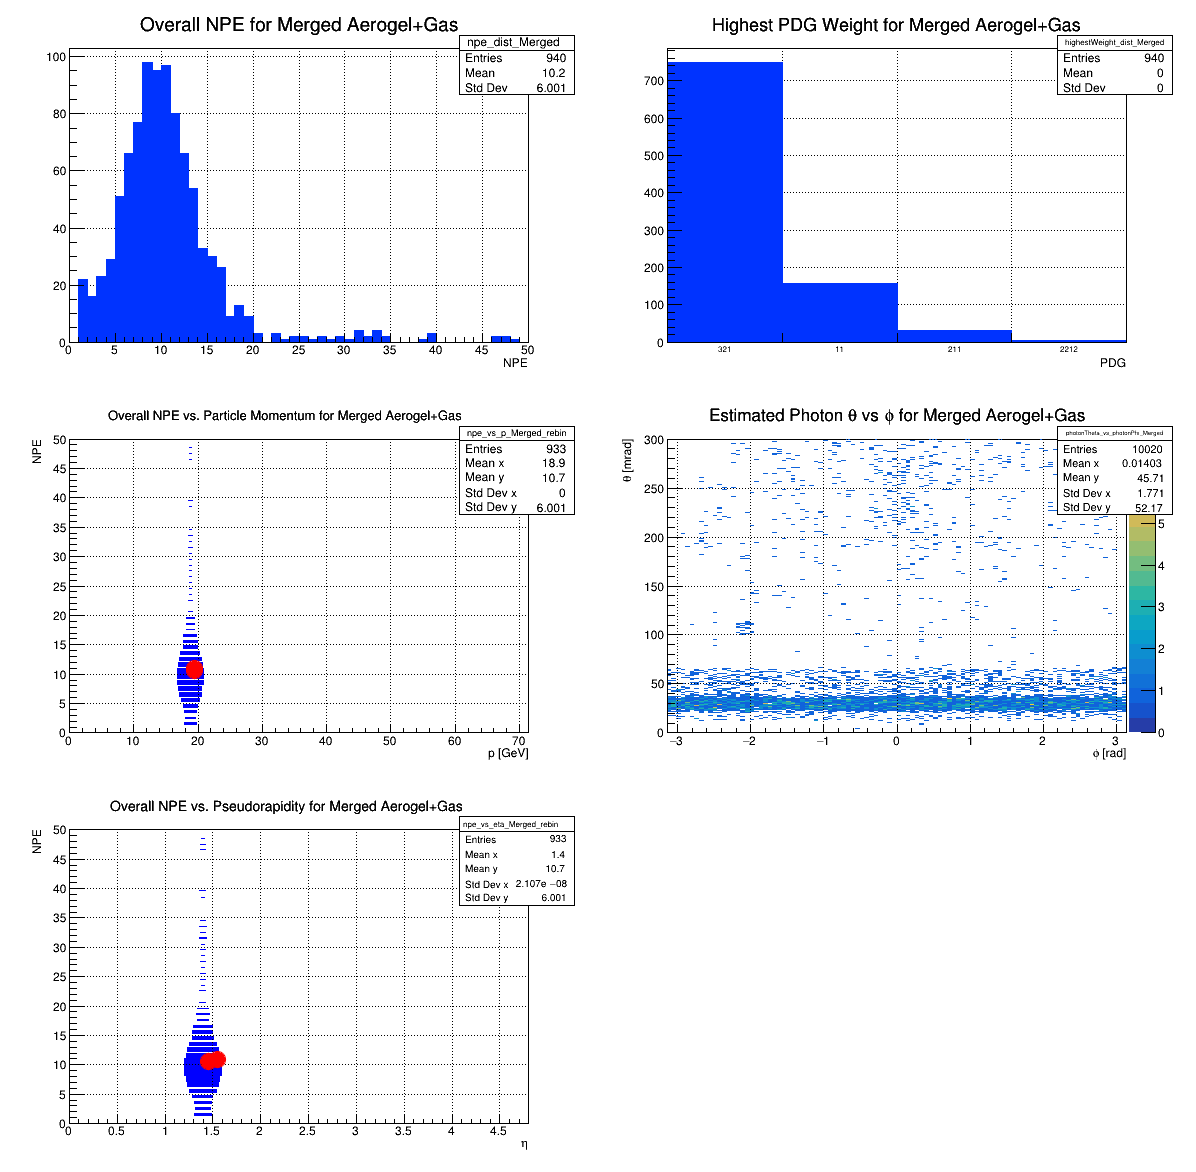 Overall NPE for Merged Aerogel+Gas
npe_dist_Merged
Entries 940
Mean 10.2
Std Dev 6.001
100
80
60
40
20
0
0 5 10 15 20 25 30 35 40 45 50
NPE
Highest PDG Weight for Merged Aerogel+Gas
highestWeight_dist_Merged
Entries 940
Mean 0
Std Dev 0
700
600
500
400
300
200
100
0
321 11 211 2212
PDG
Overall NPE vs. Particle Momentum for Merged Aerogel+Gas
npe_vs_p_Merged_rebin
Entries 933
Mean x 18.9
Mean y 10.7
Std Dev x 0
Std Dev y 6.001
NPE
50
45
40
35
30
25
20
15
10
5
0
0 10 20 30 40 50 60 70
p [GeV]
Estimated Photon θ vs ϕ for Merged Aerogel+Gas
photonTheta_vs_photonPhi_Merged
Entries 10020
Mean x 0.01403
Mean y 45.71
Std Dev x 1.771
Std Dev y 52.17
θ [mrad]
300
250
200
150
100
50
0
−3 −2 −1 0 1 2 3
ϕ [rad]
5
4
3
2
1
0
Overall NPE vs. Pseudorapidity for Merged Aerogel+Gas
npe_vs_eta_Merged_rebin
Entries 933
Mean x 1.4
Mean y 10.7
Std Dev x 2.107e −08
Std Dev y 6.001
NPE
50
45
40
35
30
25
20
15
10
5
0
0 0.5 1 1.5 2 2.5 3 3.5 4 4.5
η